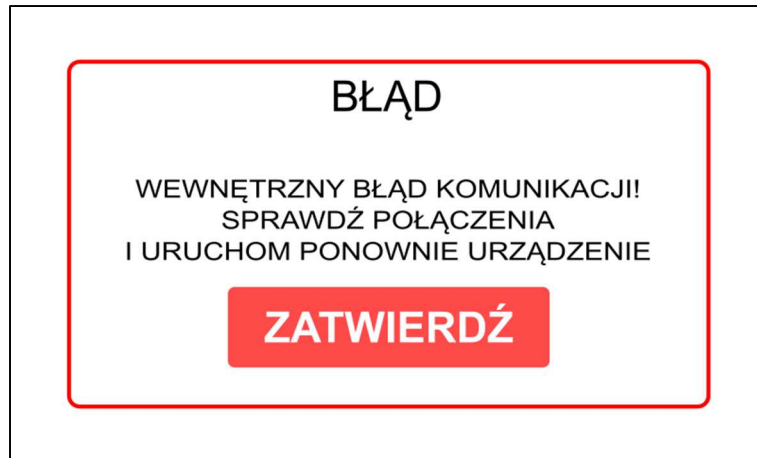 BŁĄD
WEWNĘTRZNY BŁĄD KOMUNIKACJI!
SPRAWDŹ POŁĄCZENIA
I URUCHOM PONOWNIE URZĄDZENIE
ZATWIERDŹ